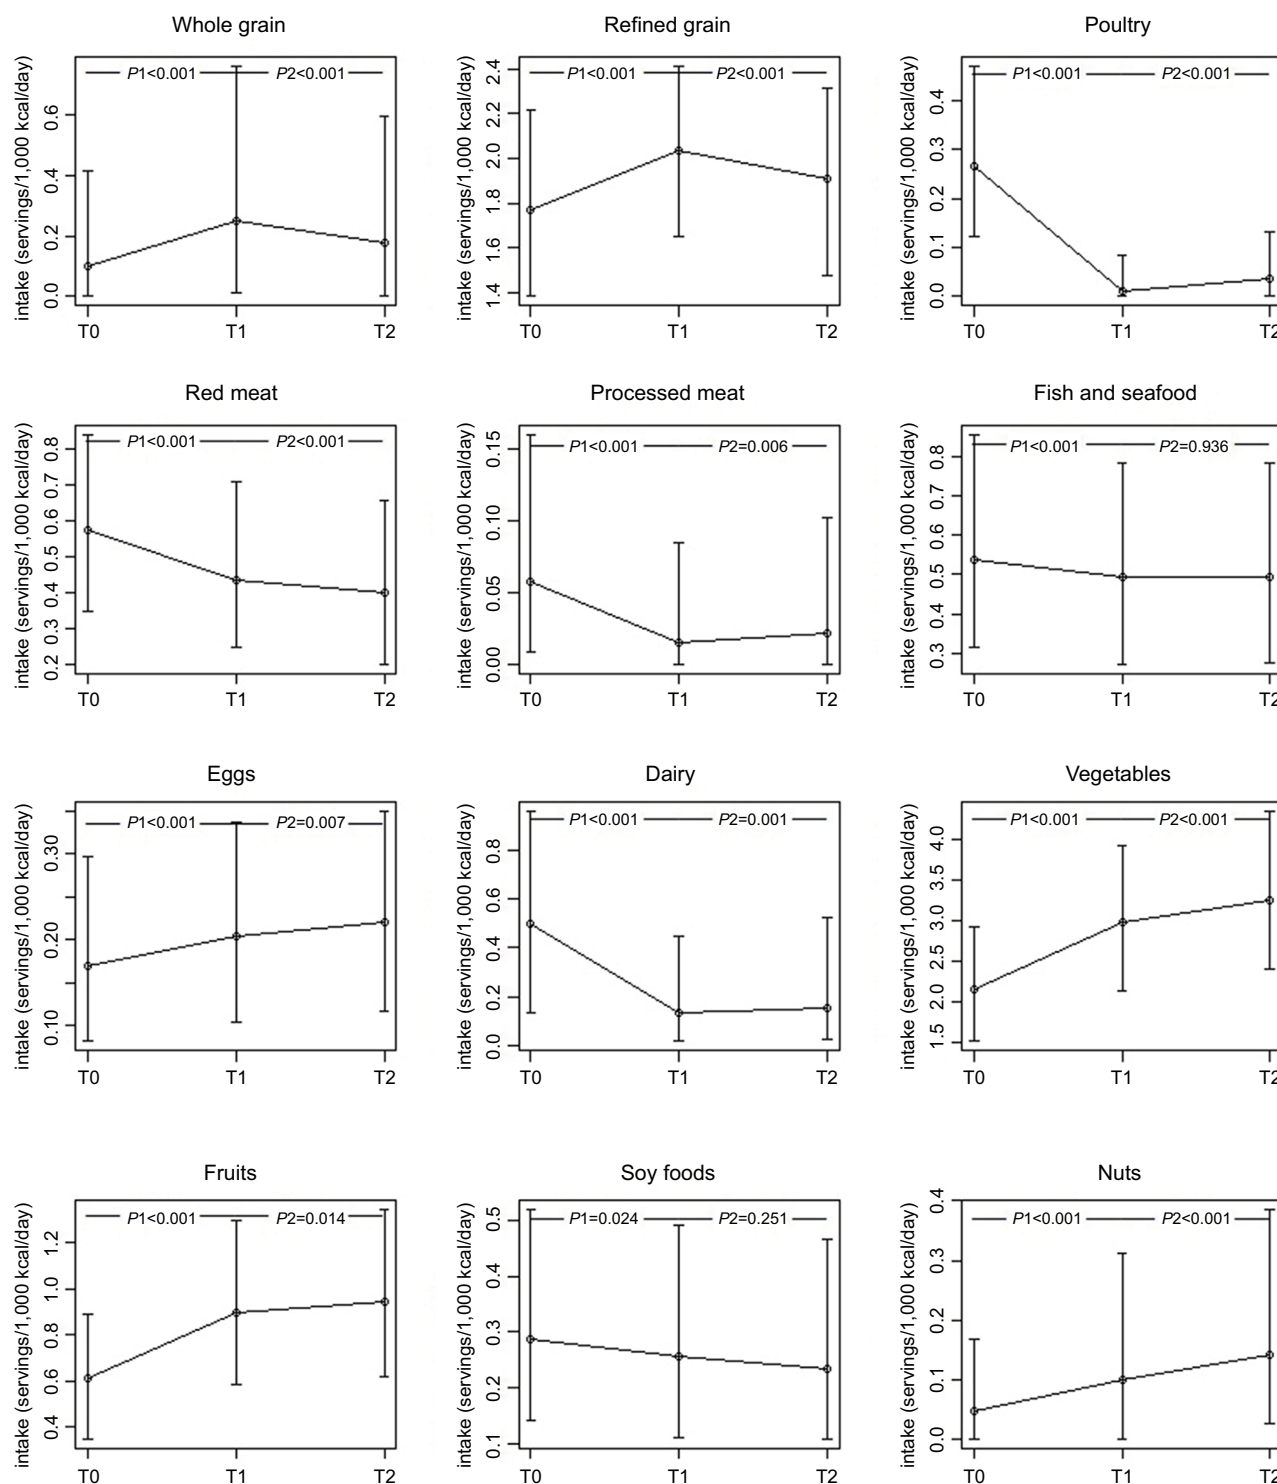 Whole grain
Refined grain
Poultry
intake (servings/1,000 kcal/day)
0.0 0.2 0.4 0.6
P1<0.001 P2<0.001
T0 T1 T2
intake (servings/1,000 kcal/day)
1.4 1.6 1.8 2.0 2.2 2.4
P1<0.001 P2<0.001
T0 T1 T2
intake (servings/1,000 kcal/day)
0.0 0.1 0.2 0.3 0.4
P1<0.001 P2<0.001
T0 T1 T2
Red meat
Processed meat
Fish and seafood
intake (servings/1,000 kcal/day)
0.2 0.3 0.4 0.5 0.6 0.7 0.8
P1<0.001 P2<0.001
T0 T1 T2
intake (servings/1,000 kcal/day)
0.00 0.05 0.10 0.15
P1<0.001 P2=0.006
T0 T1 T2
intake (servings/1,000 kcal/day)
0.3 0.4 0.5 0.6 0.7 0.8
P1<0.001 P2=0.936
T0 T1 T2
Eggs
Dairy
Vegetables
intake (servings/1,000 kcal/day)
0.10 0.20 0.30
P1<0.001 P2=0.007
T0 T1 T2
intake (servings/1,000 kcal/day)
0.0 0.2 0.4 0.6 0.8
P1<0.001 P2=0.001
T0 T1 T2
intake (servings/1,000 kcal/day)
1.5 2.0 2.5 3.0 3.5 4.0
P1<0.001 P2<0.001
T0 T1 T2
Fruits
Soy foods
Nuts
intake (servings/1,000 kcal/day)
0.4 0.6 0.8 1.0 1.2
P1<0.001 P2=0.014
T0 T1 T2
intake (servings/1,000 kcal/day)
0.1 0.2 0.3 0.4 0.5
P1=0.024 P2=0.251
T0 T1 T2
intake (servings/1,000 kcal/day)
0.0 0.1 0.2 0.3 0.4
P1<0.001 P2<0.001
T0 T1 T2